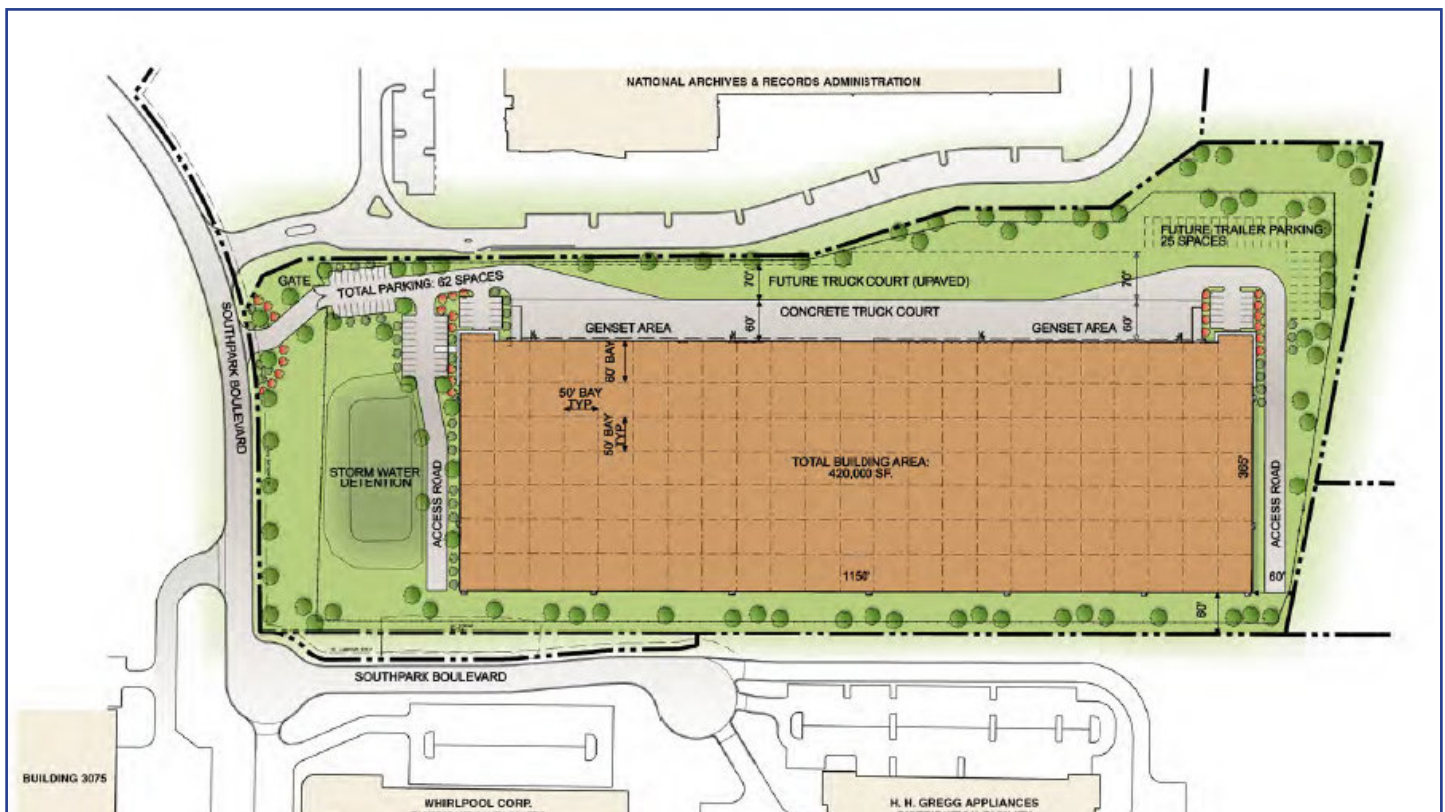 NATIONAL ARCHIVES & RECORDS ADMINISTRATION
FUTURE TRAILER PARKING:
25 SPACES
GATE
TOTAL PARKING: 62 SPACES
70'
FUTURE TRUCK COURT (UPAVED)
70'
CONCRETE TRUCK COURT
GENSET AREA
60'
GENSET AREA
60'
SOUTHPARK BOULEVARD
60' BAY
50' BAY
TYP.
50' BAY
TYP.
TOTAL BUILDING AREA:
420,000 SF.
365'
STORM WATER
DETENTION
ACCESS ROAD
ACCESS ROAD
1150'
60'
60'
SOUTHPARK BOULEVARD
BUILDING 3075
WHIRLPOOL CORP.
H. H. GREGG APPLIANCES